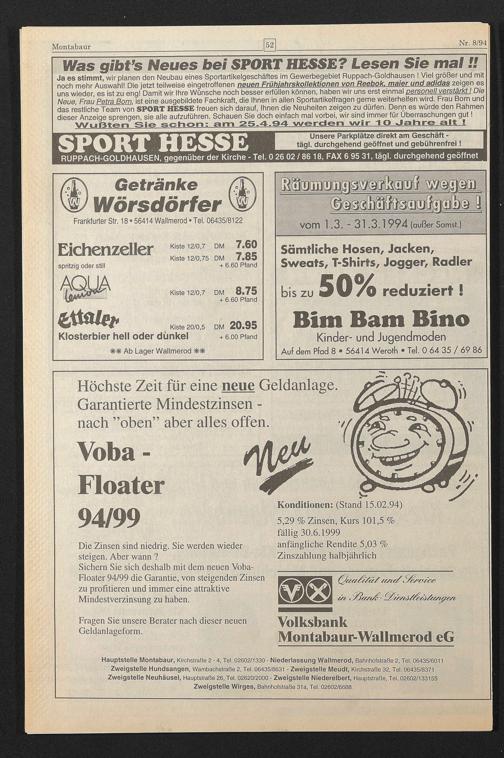 Montabaur 52 Nr. 8/94
Was gibt's Neues bei SPORT HESSE? Lesen Sie mal !!
Ja es stimmt, wir planen den Neubau eines Sportartikelgeschäftes im Gewerbegebiet Ruppach-Goldhausen ! Viel größer und mit
noch mehr Auswahl! Die jetzt teilweise eingetroffenen neuen Frühjahrskollektionen von Reebok, maier und adidas zeigen es
uns wieder, es ist zu eng! Damit wir Ihre Wünsche noch besser erfüllen können, haben wir uns erst einmal personell verstärkt ! Die
Neue, Frau Petra Born, ist eine ausgebildete Fachkraft, die Ihnen in allen Sportartikelfragen gerne weiterhelfen wird. Frau Born und
das restliche Team von SPORT HESSE freuen sich darauf, Ihnen die Neuheiten zeigen zu dürfen. Denn es würde den Rahmen
dieser Anzeige sprengen, sie alle aufzuführen. Schauen Sie doch einfach mal vorbei, wir sind immer für Überraschungen gut !
Wußten Sie schon: am 25.4.94 werden wir 10 Jahre alt !
SPORT HESSE
Unsere Parkplätze direkt am Geschäft -
tägl. durchgehend geöffnet und gebührenfrei !
RUPPACH-GOLDHAUSEN, gegenüber der Kirche - Tel. 0 26 02 / 86 18, FAX 6 95 31, tägl. durchgehend geöffnet
Getränke
Wörsdörfer
Frankfurter Str. 18 • 56414 Wallmerod • Tel. 06435/8122
Eichenzeller Kiste 12/0,7 DM 7.60
Kiste 12/0,75 DM 7.85
spritzig oder still + 6.60 Pfand
AQUA
lemon Kiste 12/0,7 DM 8.75
+ 6.60 Pfand
Ettaler Kiste 20/0,5 DM 20.95
Klosterbier hell oder dunkel + 6.00 Pfand
** Ab Lager Wallmerod **
Räumungsverkauf wegen
Geschäftsaufgabe !
vom 1.3. - 31.3.1994 (außer Samst.)
Sämtliche Hosen, Jacken,
Sweats, T-Shirts, Jogger, Radler
bis zu 50% reduziert !
Bim Bam Bino
Kinder- und Jugendmoden
Auf dem Pfad 8 • 56414 Weroth • Tel. 0 64 35 / 69 86
Höchste Zeit für eine neue Geldanlage.
Garantierte Mindestzinsen -
nach "oben" aber alles offen.
Voba -
Floater
94/99
Neu
Die Zinsen sind niedrig. Sie werden wieder
steigen. Aber wann ?
Sichern Sie sich deshalb mit dem neuen Voba-
Floater 94/99 die Garantie, von steigenden Zinsen
zu profitieren und immer eine attraktive
Mindestverzinsung zu haben.
Fragen Sie unsere Berater nach dieser neuen
Geldanlageform.
Konditionen: (Stand 15.02.94)
5,29 % Zinsen, Kurs 101,5 %
fällig 30.6.1999
anfängliche Rendite 5,03 %
Zinszahlung halbjährlich
Qualität und Service
in Bank-Dienstleistungen
Volksbank
Montabaur-Wallmerod eG
Hauptstelle Montabaur, Kirchstraße 2 - 4, Tel. 02602/1330 - Niederlassung Wallmerod, Bahnhofstraße 2, Tel. 06435/6011
Zweigstelle Hundsangen, Wambachstraße 2, Tel. 06435/8631 - Zweigstelle Meudt, Kirchstraße 32, Tel. 06435/8371
Zweigstelle Neuhäusel, Hauptstraße 26, Tel. 02620/2000 - Zweigstelle Niederelbert, Hauptstraße, Tel. 02602/133155
Zweigstelle Wirges, Bahnhofstraße 31a, Tel. 02602/6688